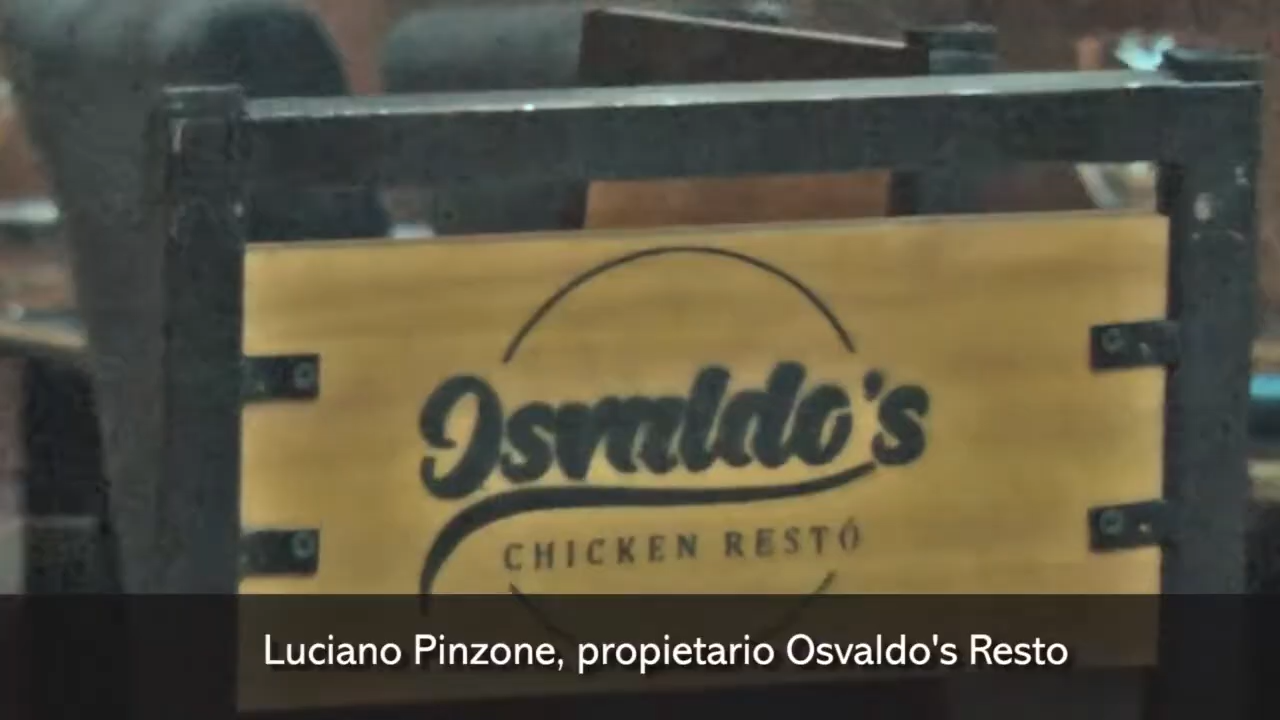 Osvaldo's
CHICKEN RESTÓ
Luciano Pinzone, propietario Osvaldo's Resto